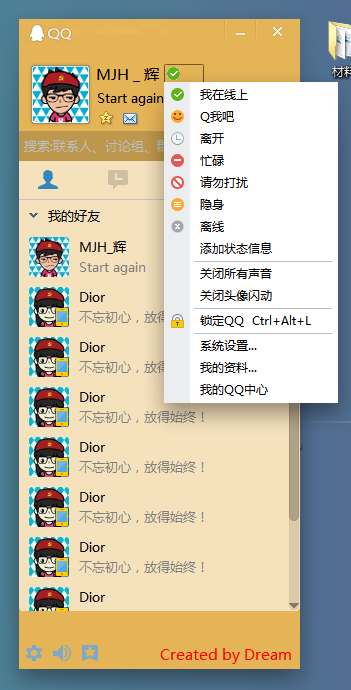 QQ
材料
MJH _ 辉
Start again
搜索:联系人、讨论组、
我的好友
MJH_辉
Start again
Dior
不忘初心，放得
Dior
不忘初心，放得
Dior
不忘初心，放得始终！
Dior
不忘初心，放得始终！
Dior
不忘初心，放得始终！
Dior
不忘初心，放得始终！
Dior
我在线上
Q我吧
离开
忙碌
请勿打扰
隐身
离线
添加状态信息
关闭所有声音
关闭头像闪动
锁定QQ Ctrl+Alt+L
系统设置...
我的资料...
我的QQ中心
Created by Dream